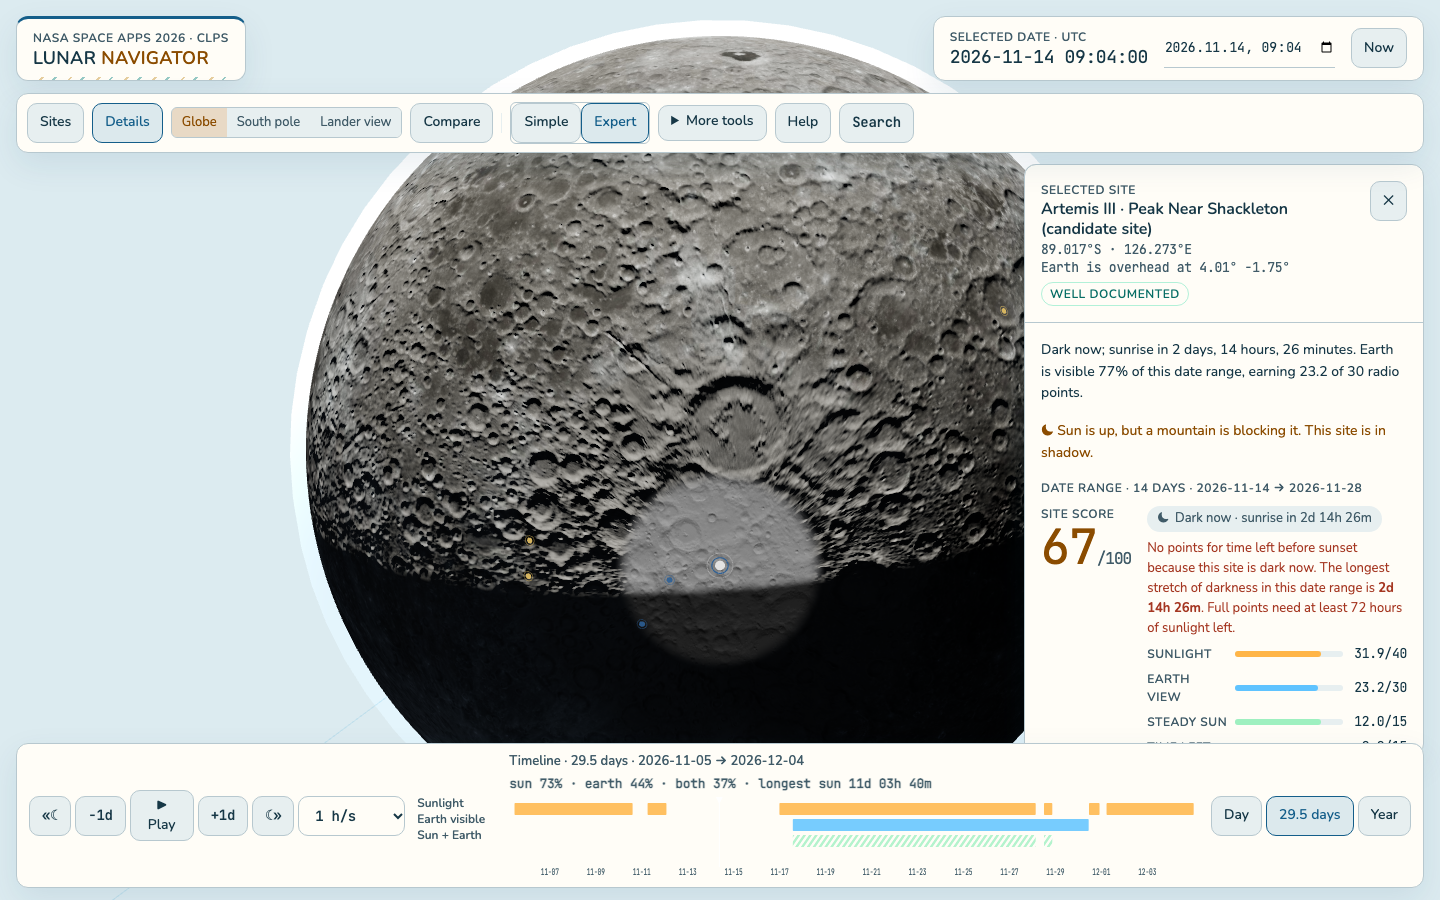 NASA SPACE APPS 2026 · CLPS
LUNAR NAVIGATOR
SELECTED DATE · UTC
2026-11-14 09:04:00
2026.11.14, 09:04
Now
Sites
Details
Globe
South pole
Lander view
Compare
Simple
Expert
▶ More tools
Help
Search
SELECTED SITE
Artemis III · Peak Near Shackleton
(candidate site)
89.017°S · 126.273°E
Earth is overhead at 4.01° -1.75°
WELL DOCUMENTED
Dark now; sunrise in 2 days, 14 hours, 26 minutes. Earth
is visible 77% of this date range, earning 23.2 of 30 radio
points.
Sun is up, but a mountain is blocking it. This site is in
shadow.
DATE RANGE · 14 DAYS · 2026-11-14 → 2026-11-28
SITE SCORE
67/100
Dark now · sunrise in 2d 14h 26m
No points for time left before sunset
because this site is dark now. The longest
stretch of darkness in this date range is 2d
14h 26m. Full points need at least 72 hours
of sunlight left.
SUNLIGHT 31.9/40
EARTH
VIEW 23.2/30
STEADY SUN 12.0/15
«☾
-1d
▶
Play
+1d
☾»
1 h/s
Timeline · 29.5 days · 2026-11-05 → 2026-12-04
sun 73% · earth 44% · both 37% · longest sun 11d 03h 40m
Sunlight
Earth visible
Sun + Earth
11-07 11-09 11-11 11-13 11-15 11-17 11-19 11-21 11-23 11-25 11-27 11-29 12-01 12-03
Day
29.5 days
Year